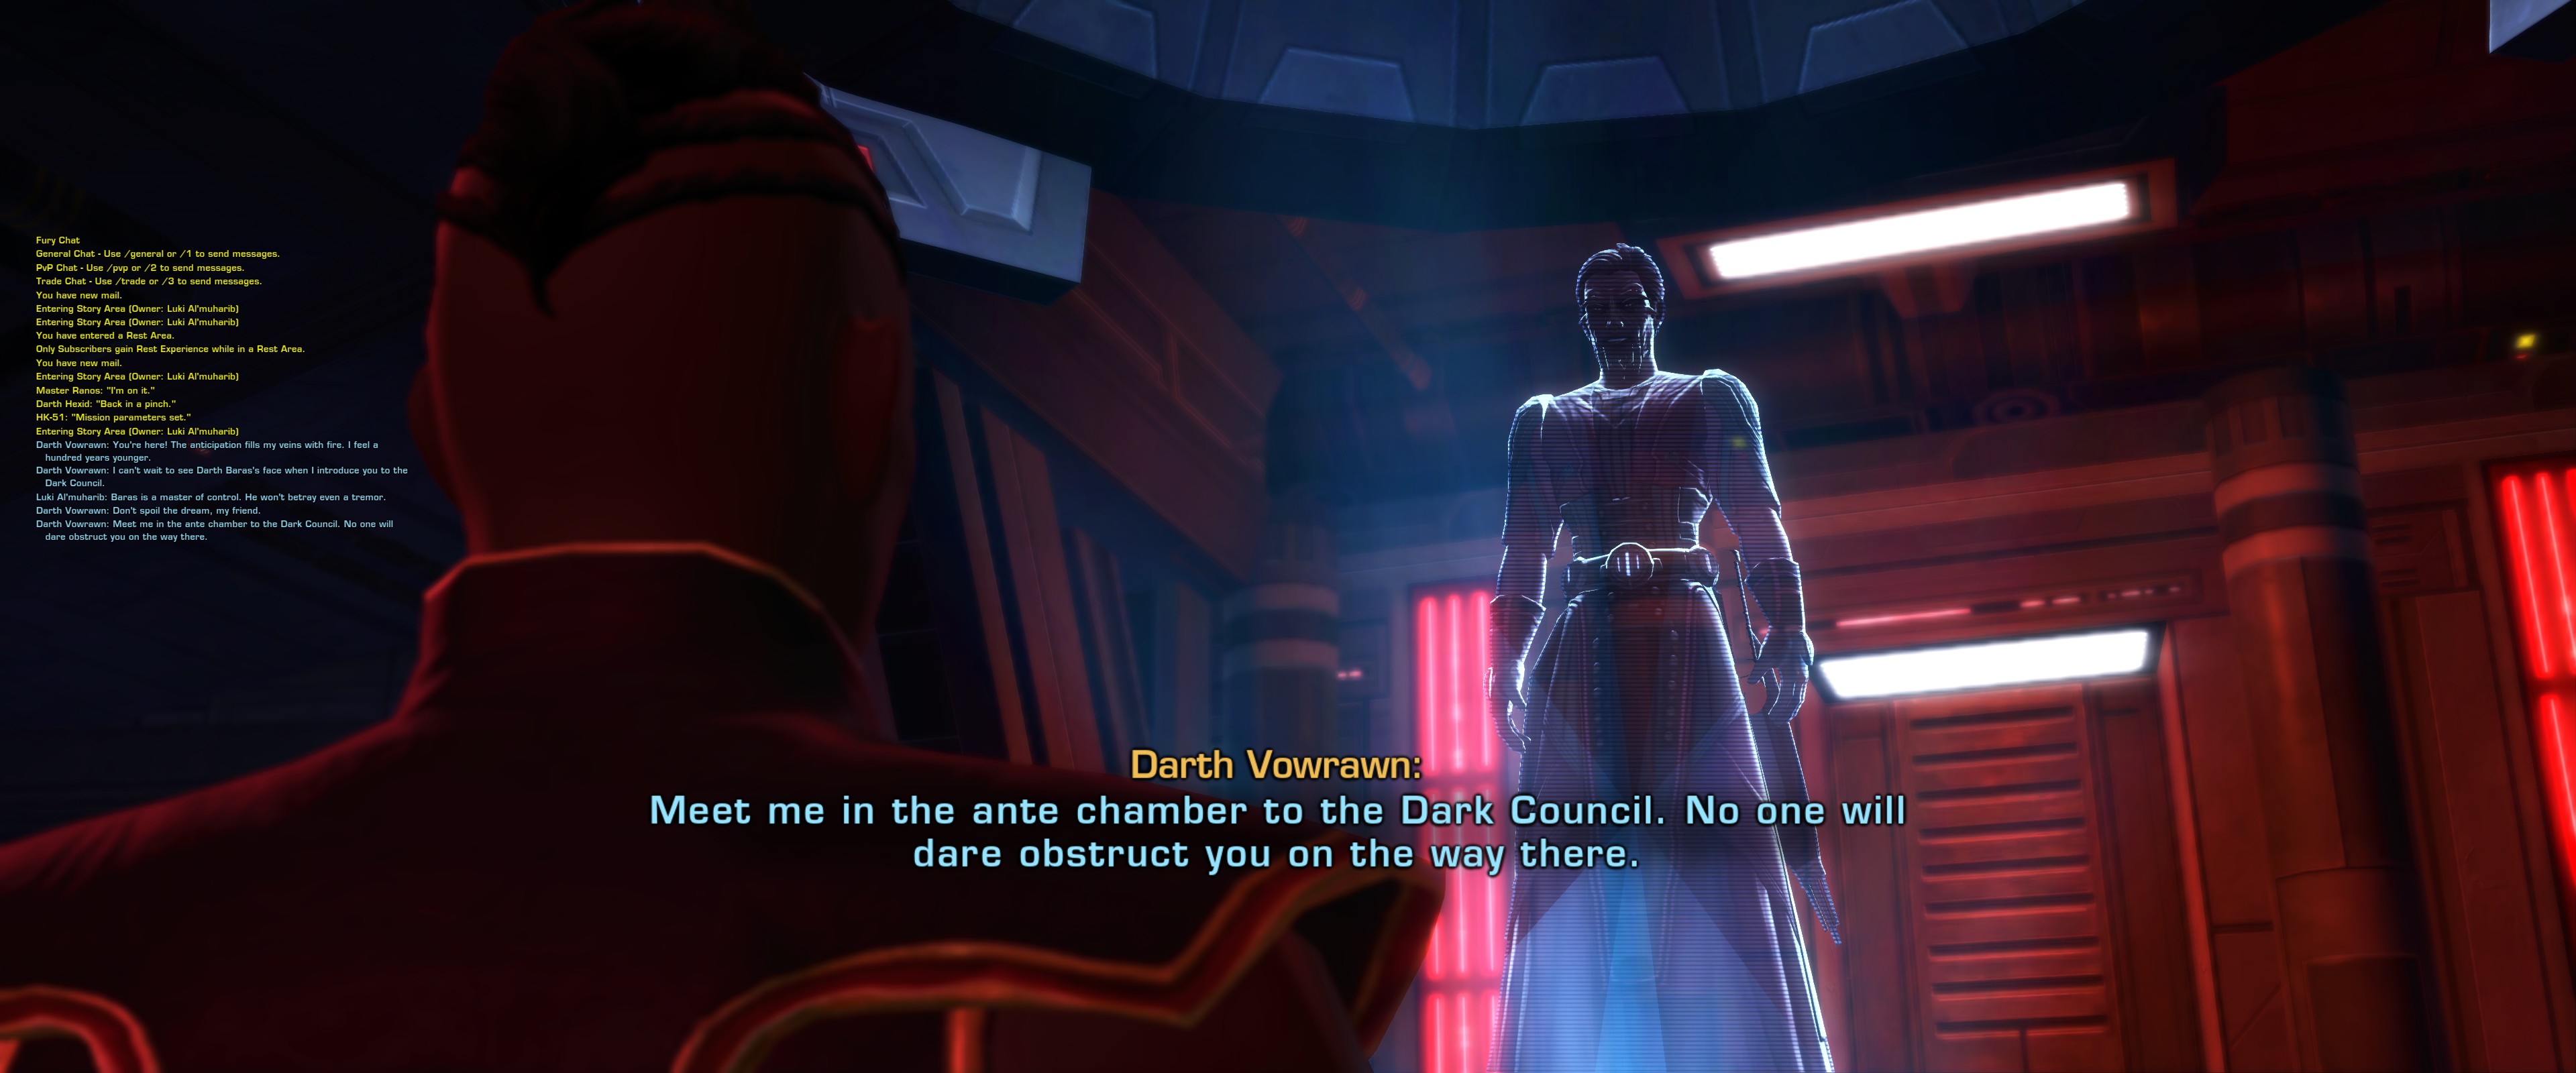 Fury Chat
General Chat - Use /general or /1 to send messages.
PvP Chat - Use /pvp or /2 to send messages.
Trade Chat - Use /trade or /3 to send messages.
You have new mail.
Entering Story Area (Owner: Luki Al'muharib)
Entering Story Area (Owner: Luki Al'muharib)
You have entered a Rest Area.
Only Subscribers gain Rest Experience while in a Rest Area.
You have new mail.
Entering Story Area (Owner: Luki Al'muharib)
Master Ranos: "I'm on it."
Darth Hexid: "Back in a pinch."
HK-51: "Mission parameters set."
Entering Story Area (Owner: Luki Al'muharib)
Darth Vowrawn: You're here! The anticipation fills my veins with fire. I feel a
hundred years younger.
Darth Vowrawn: I can't wait to see Darth Baras's face when I introduce you to the
Dark Council.
Luki Al'muharib: Baras is a master of control. He won't betray even a tremor.
Darth Vowrawn: Don't spoil the dream, my friend.
Darth Vowrawn: Meet me in the ante chamber to the Dark Council. No one will
dare obstruct you on the way there.
Darth Vowrawn:
Meet me in the ante chamber to the Dark Council. No one will
dare obstruct you on the way there.